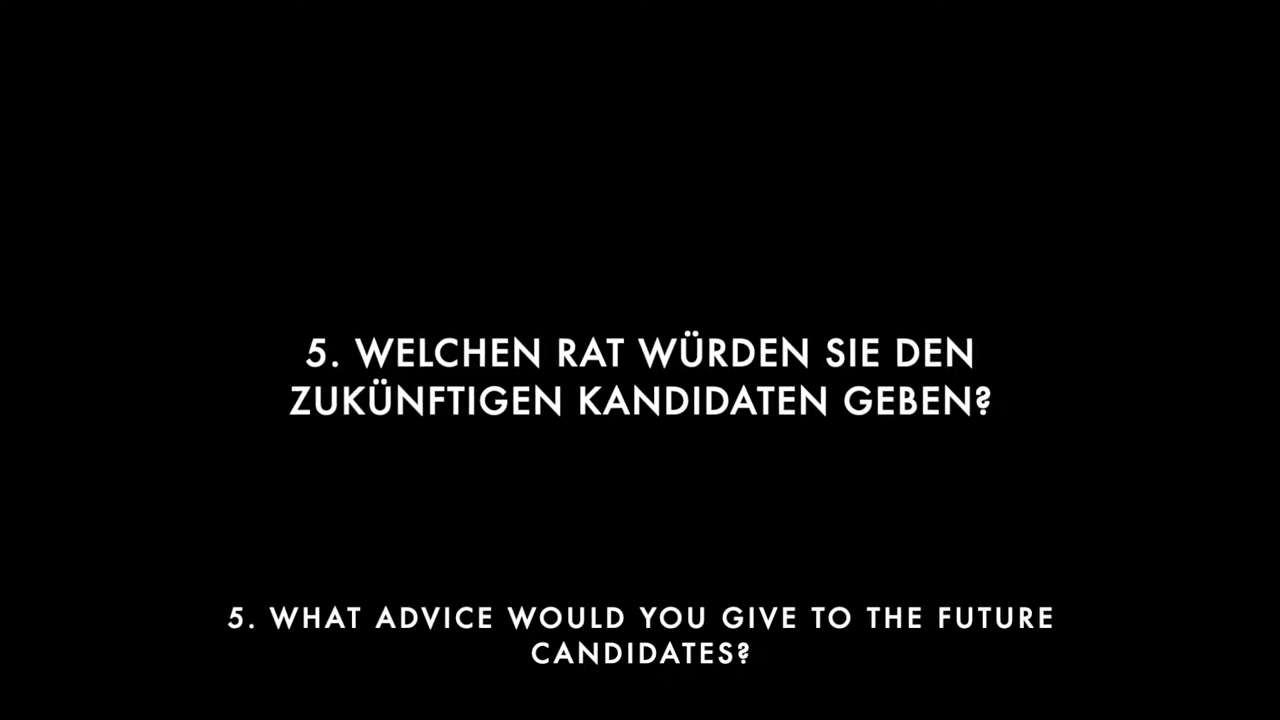 5. WELCHEN RAT WÜRDEN SIE DEN
ZUKÜNFTIGEN KANDIDATEN GEBEN?
5. WHAT ADVICE WOULD YOU GIVE TO THE FUTURE
CANDIDATES?